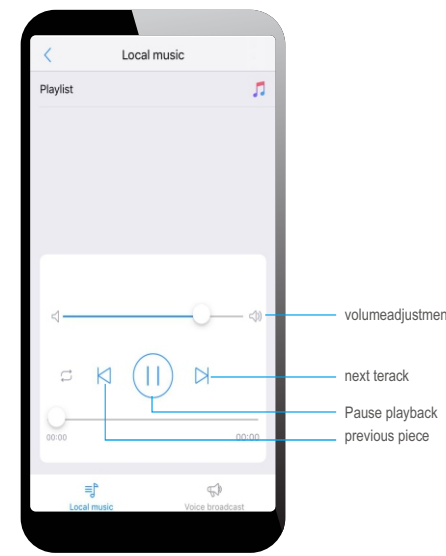 Local music
Playlist
volumeadjustmen
next terack
Pause playback
previous piece
00:00 00:00
Local music Voice broadcast